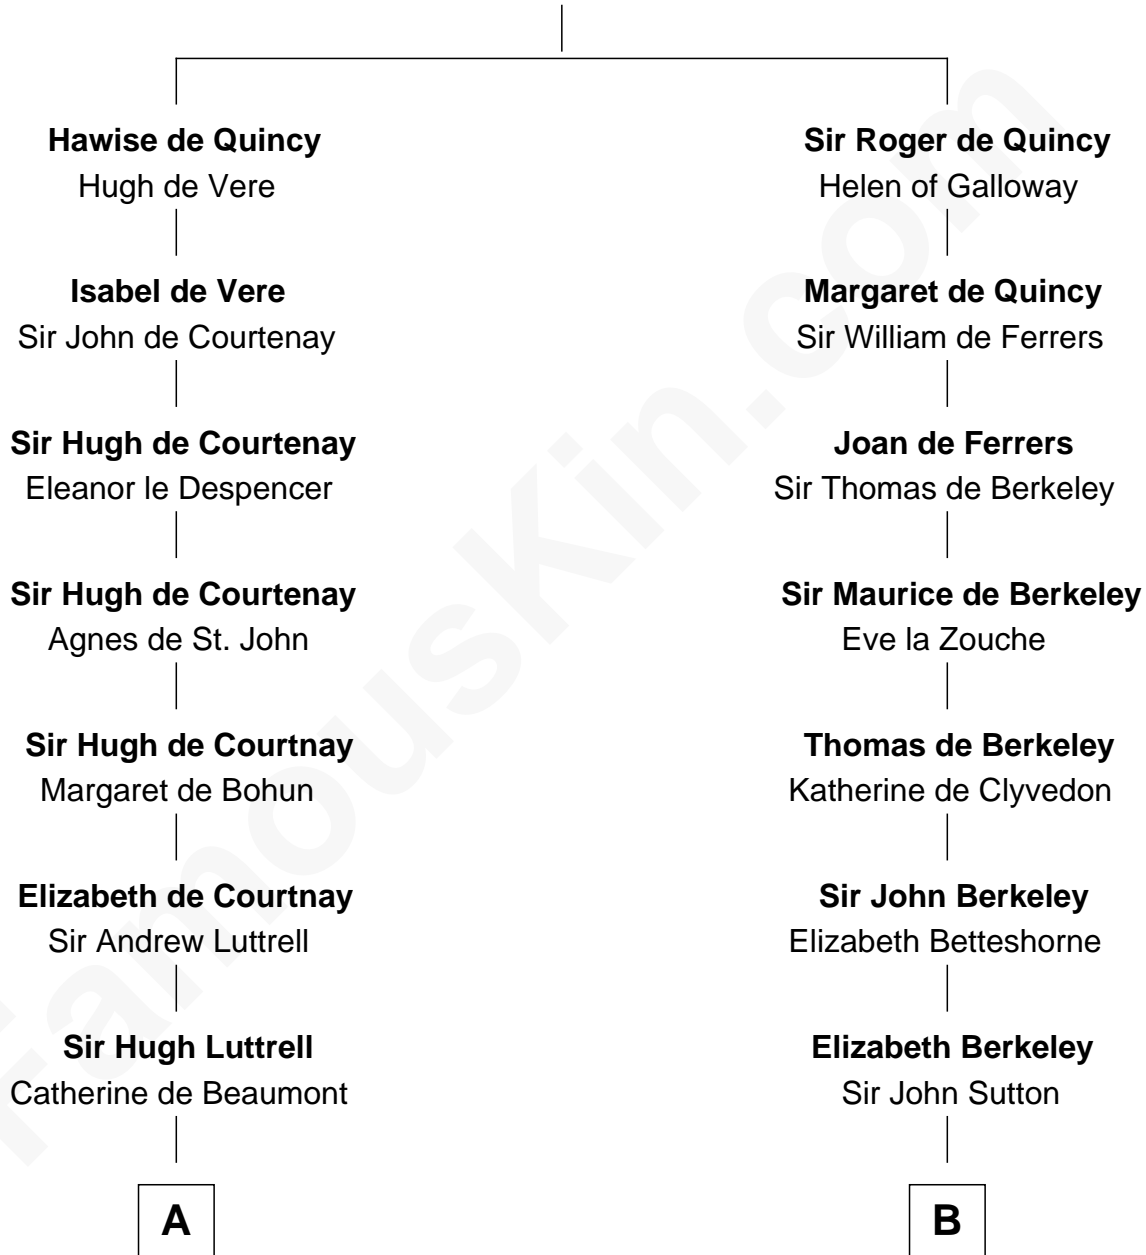 Hawise de Quincy
Hugh de Vere
Isabel de Vere
Sir John de Courtenay
Sir Hugh de Courtenay
Eleanor le Despencer
Sir Hugh de Courtenay
Agnes de St. John
Sir Hugh de Courtnay
Margaret de Bohun
Elizabeth de Courtnay
Sir Andrew Luttrell
Sir Hugh Luttrell
Catherine de Beaumont
A
Sir Roger de Quincy
Helen of Galloway
Margaret de Quincy
Sir William de Ferrers
Joan de Ferrers
Sir Thomas de Berkeley
Sir Maurice de Berkeley
Eve la Zouche
Thomas de Berkeley
Katherine de Clyvedon
Sir John Berkeley
Elizabeth Betteshorne
Elizabeth Berkeley
Sir John Sutton
B
FamousKin.com